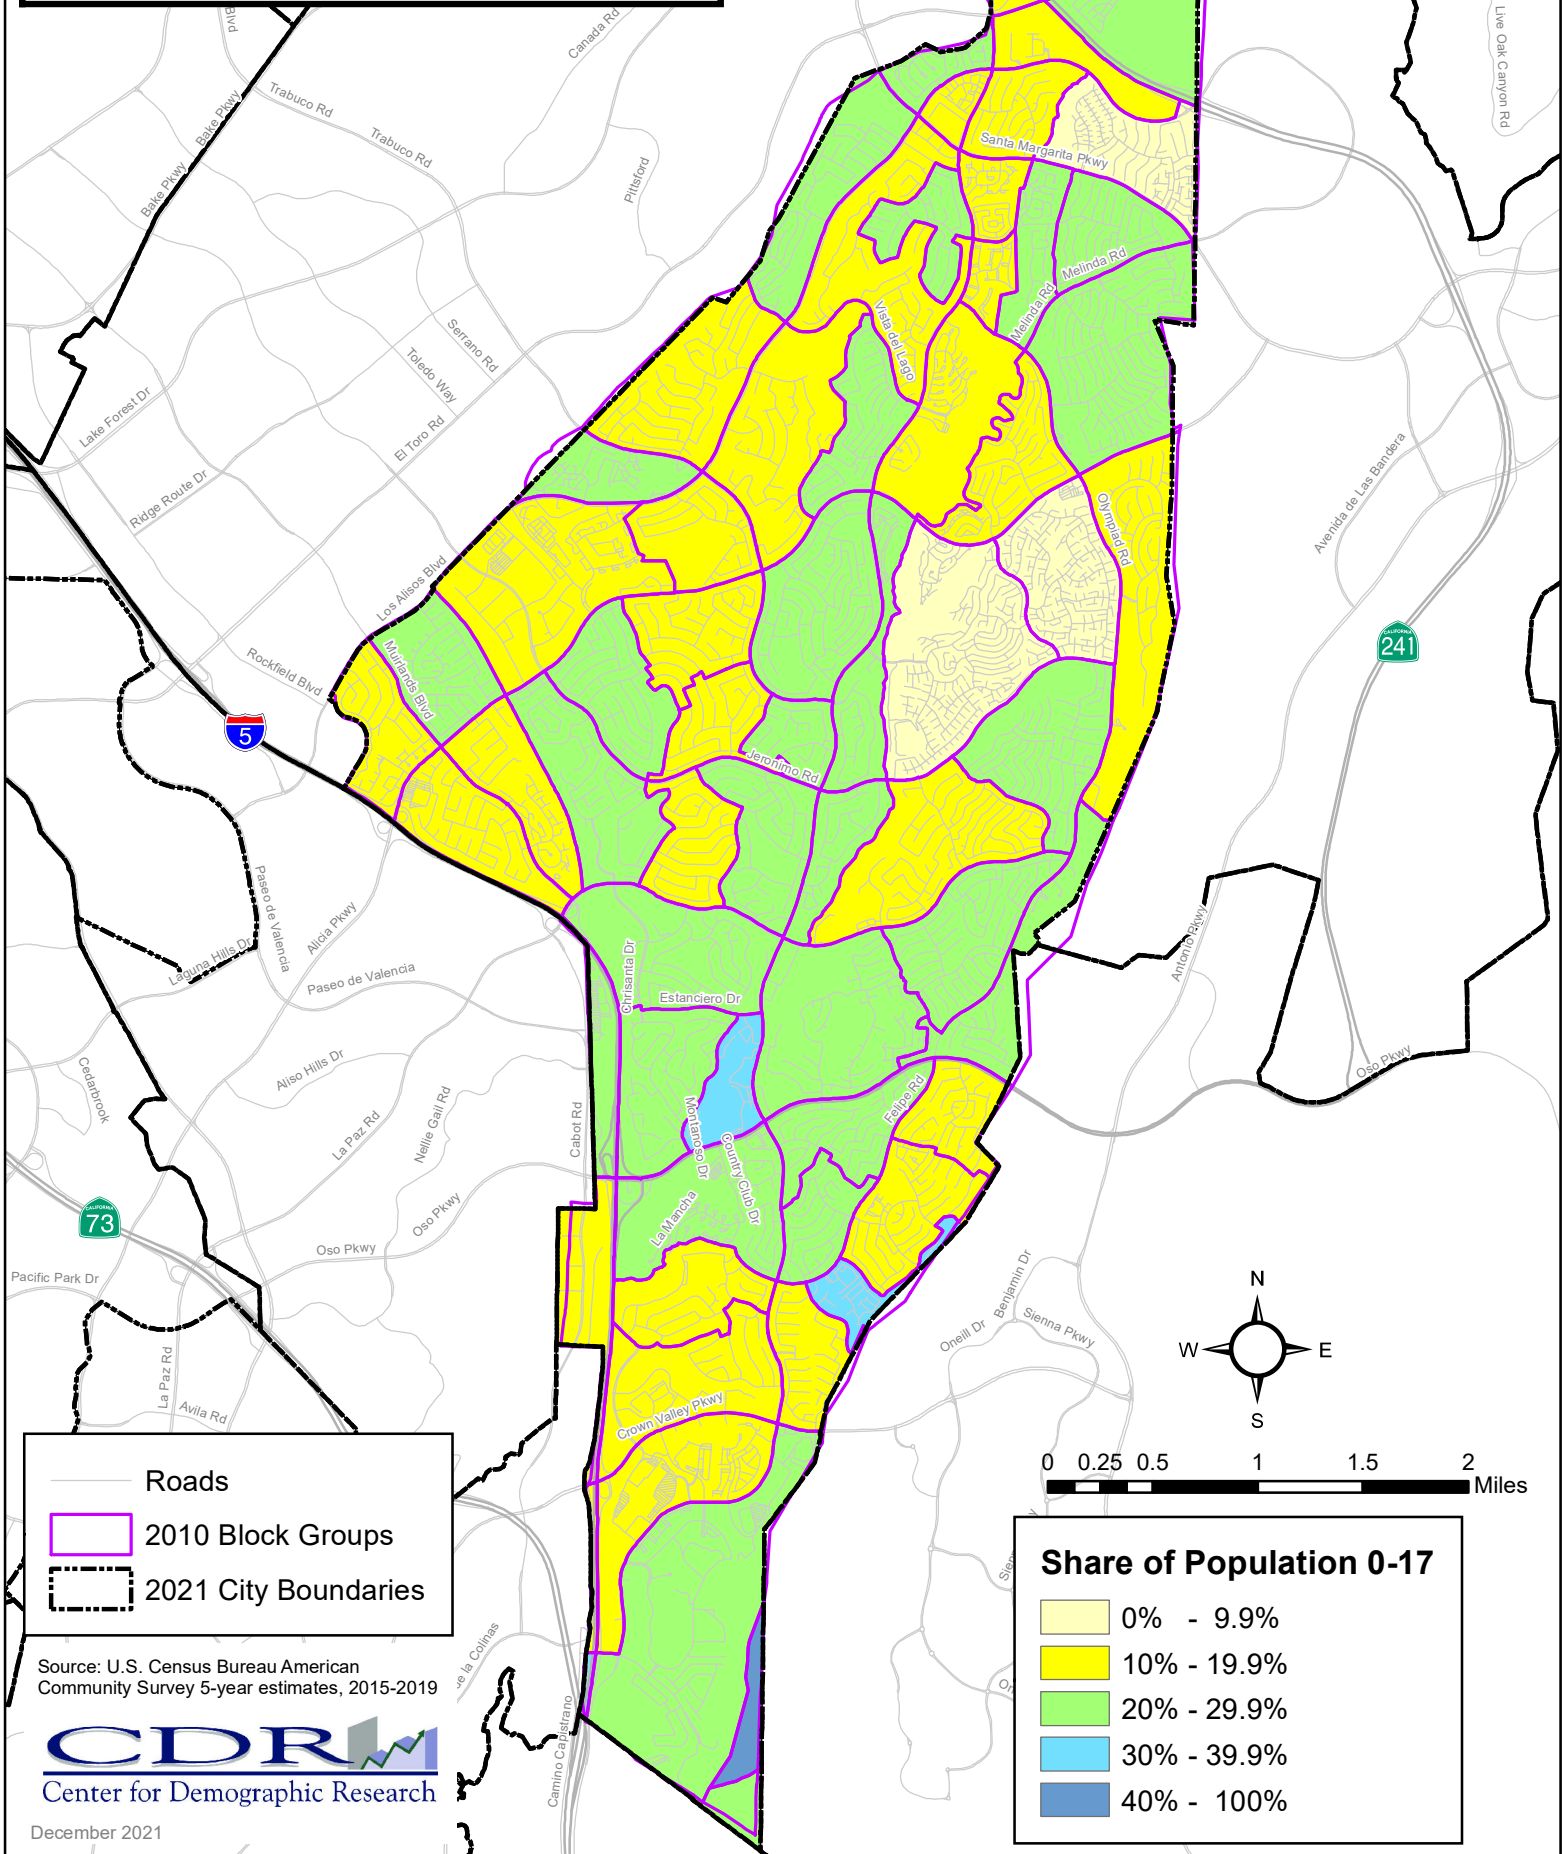 Blvd
Canada Rd
Live Oak Canyon Rd
Trabuco Rd
Bake Pkwy
Trabuco Rd
Santa Margarita Pkwy
Bake Pkwy
Pittsford
Melinda Rd
Melinda Rd
Vista del Lago
Serrano Rd
Toledo Way
Lake Forest Dr
El Toro Rd
Ridge Route Dr
Avenida de Las Bandera
Olympiad Rd
Los Alisos Blvd
Muirlands Blvd
Rockfield Blvd
CALIFORNIA
241
5
Jeronimo Rd
Paseo de Valencia
Alicia Pkwy
Laguna Hills Dr
Paseo de Valencia
Chrisanta Dr
Estanciero Dr
Antonio Pkwy
Oso Pkwy
Cedarbrook
Aliso Hills Dr
La Paz Rd
Nellie Gail Rd
Cabot Rd
Montanoso Dr
Country Club Dr
Felipe Rd
La Mancha
CALIFORNIA
73
Oso Pkwy
Oso Pkwy
Pacific Park Dr
La Paz Rd
Avila Rd
Benjamin Dr
Oneill Dr
Sienna Pkwy
Crown Valley Pkwy
N
W
E
S
0 0.25 0.5 1 1.5 2
Miles
Roads
2010 Block Groups
2021 City Boundaries
Source: U.S. Census Bureau American
Community Survey 5-year estimates, 2015-2019
CDR
Center for Demographic Research
December 2021
de la Colinas
Camino Capistrano
Share of Population 0-17
0% - 9.9%
10% - 19.9%
20% - 29.9%
30% - 39.9%
40% - 100%